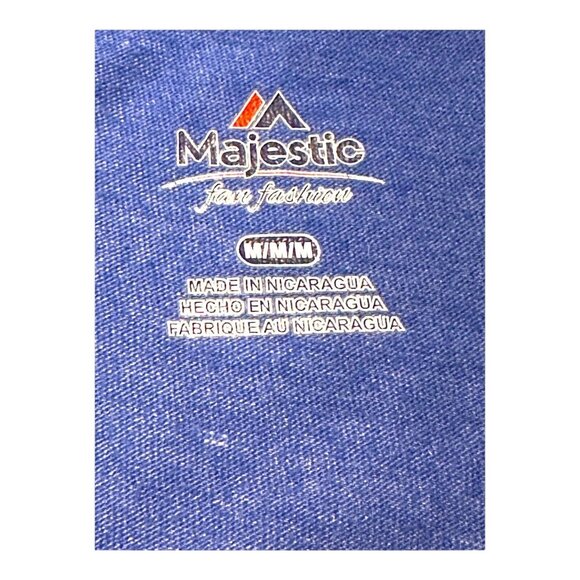 Majestic
fan fashion
M/M/M
MADE IN NICARAGUA
HECHO EN NICARAGUA
FABRIQUE AU NICARAGUA